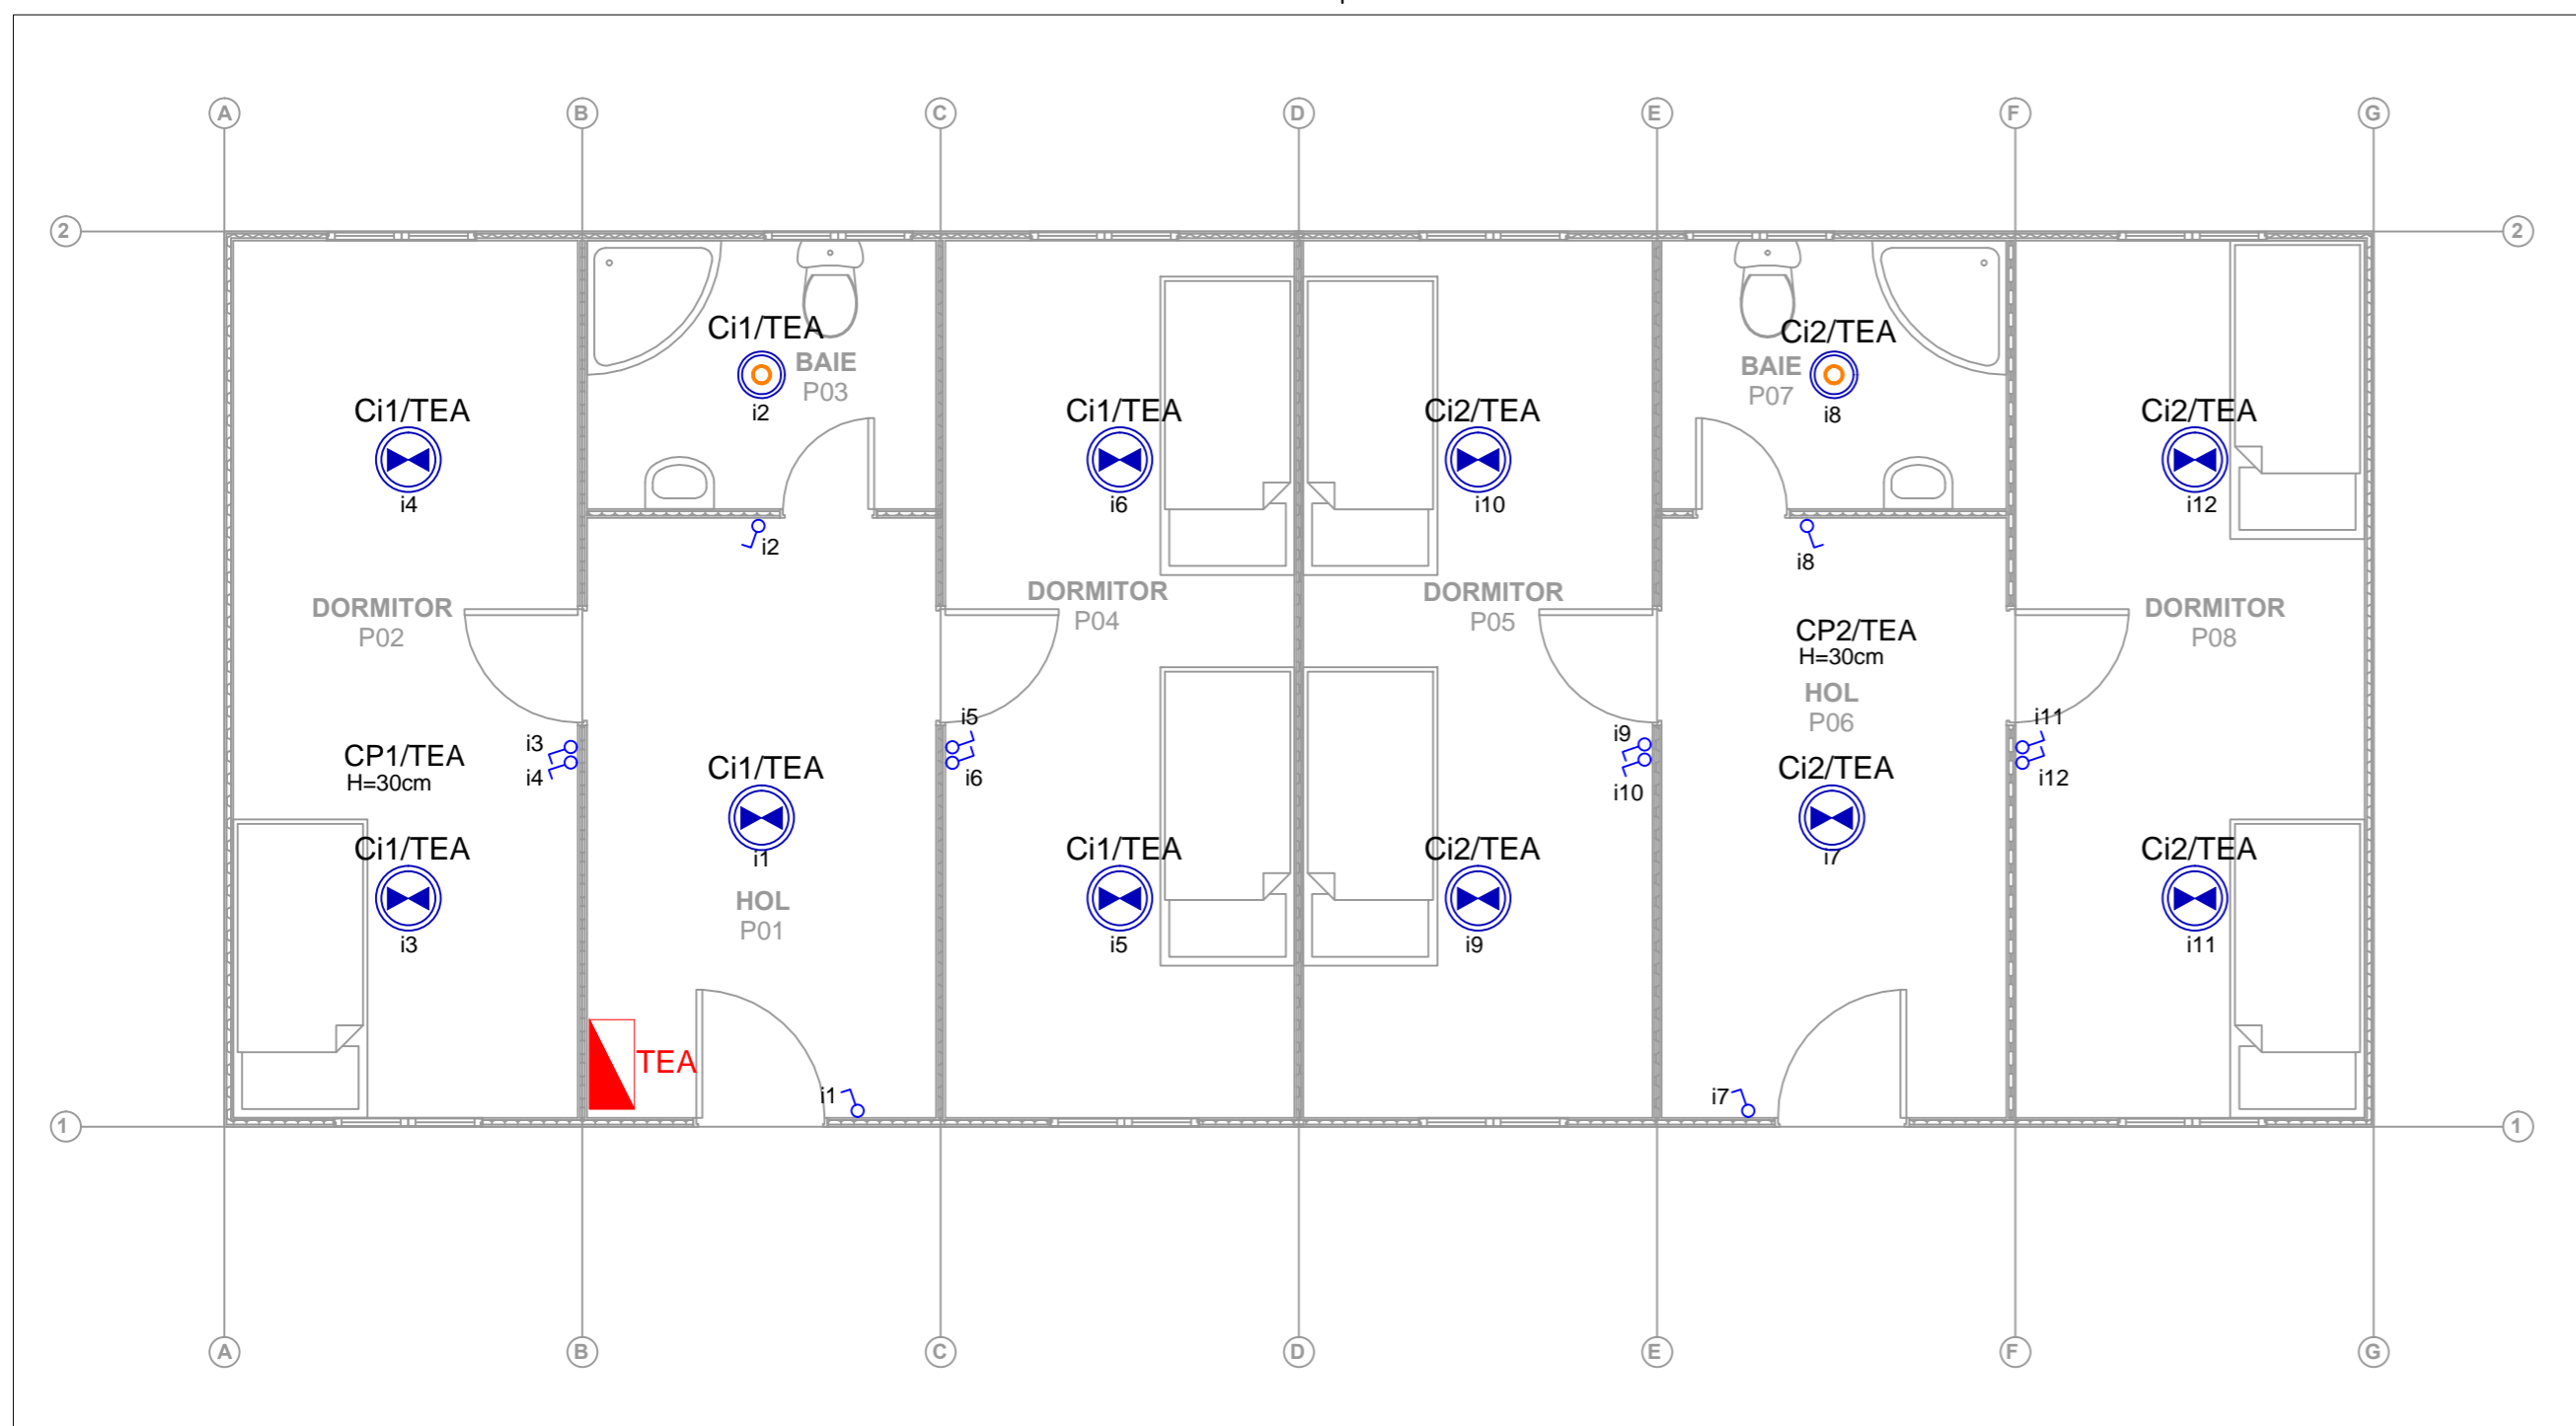 A B C D E F G
2 2
Ci1/TEA
i2
BAIE
P03
Ci2/TEA
i8
BAIE
P07
Ci1/TEA
i4
Ci1/TEA
i6
Ci2/TEA
i10
Ci2/TEA
i12
i2
i8
DORMITOR
P02
DORMITOR
P04
DORMITOR
P05
DORMITOR
P08
CP2/TEA
H=30cm
HOL
P06
i3
i4
i5
i6
i9
i10
i11
i12
CP1/TEA
H=30cm
Ci1/TEA
i1
HOL
P01
Ci2/TEA
i7
Ci1/TEA
i3
Ci1/TEA
i5
Ci2/TEA
i9
Ci2/TEA
i11
TEA
i1
i7
1 1
A B C D E F G